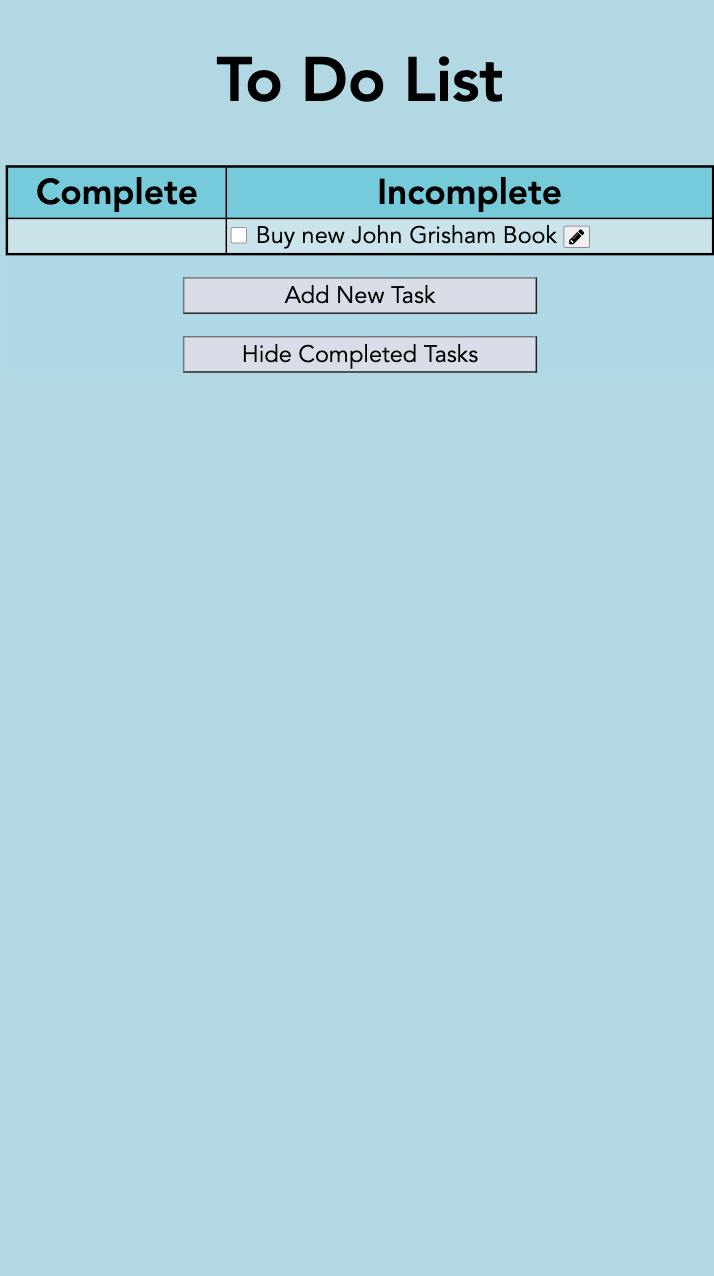 To Do List
Complete Incomplete
Buy new John Grisham Book
Add New Task
Hide Completed Tasks